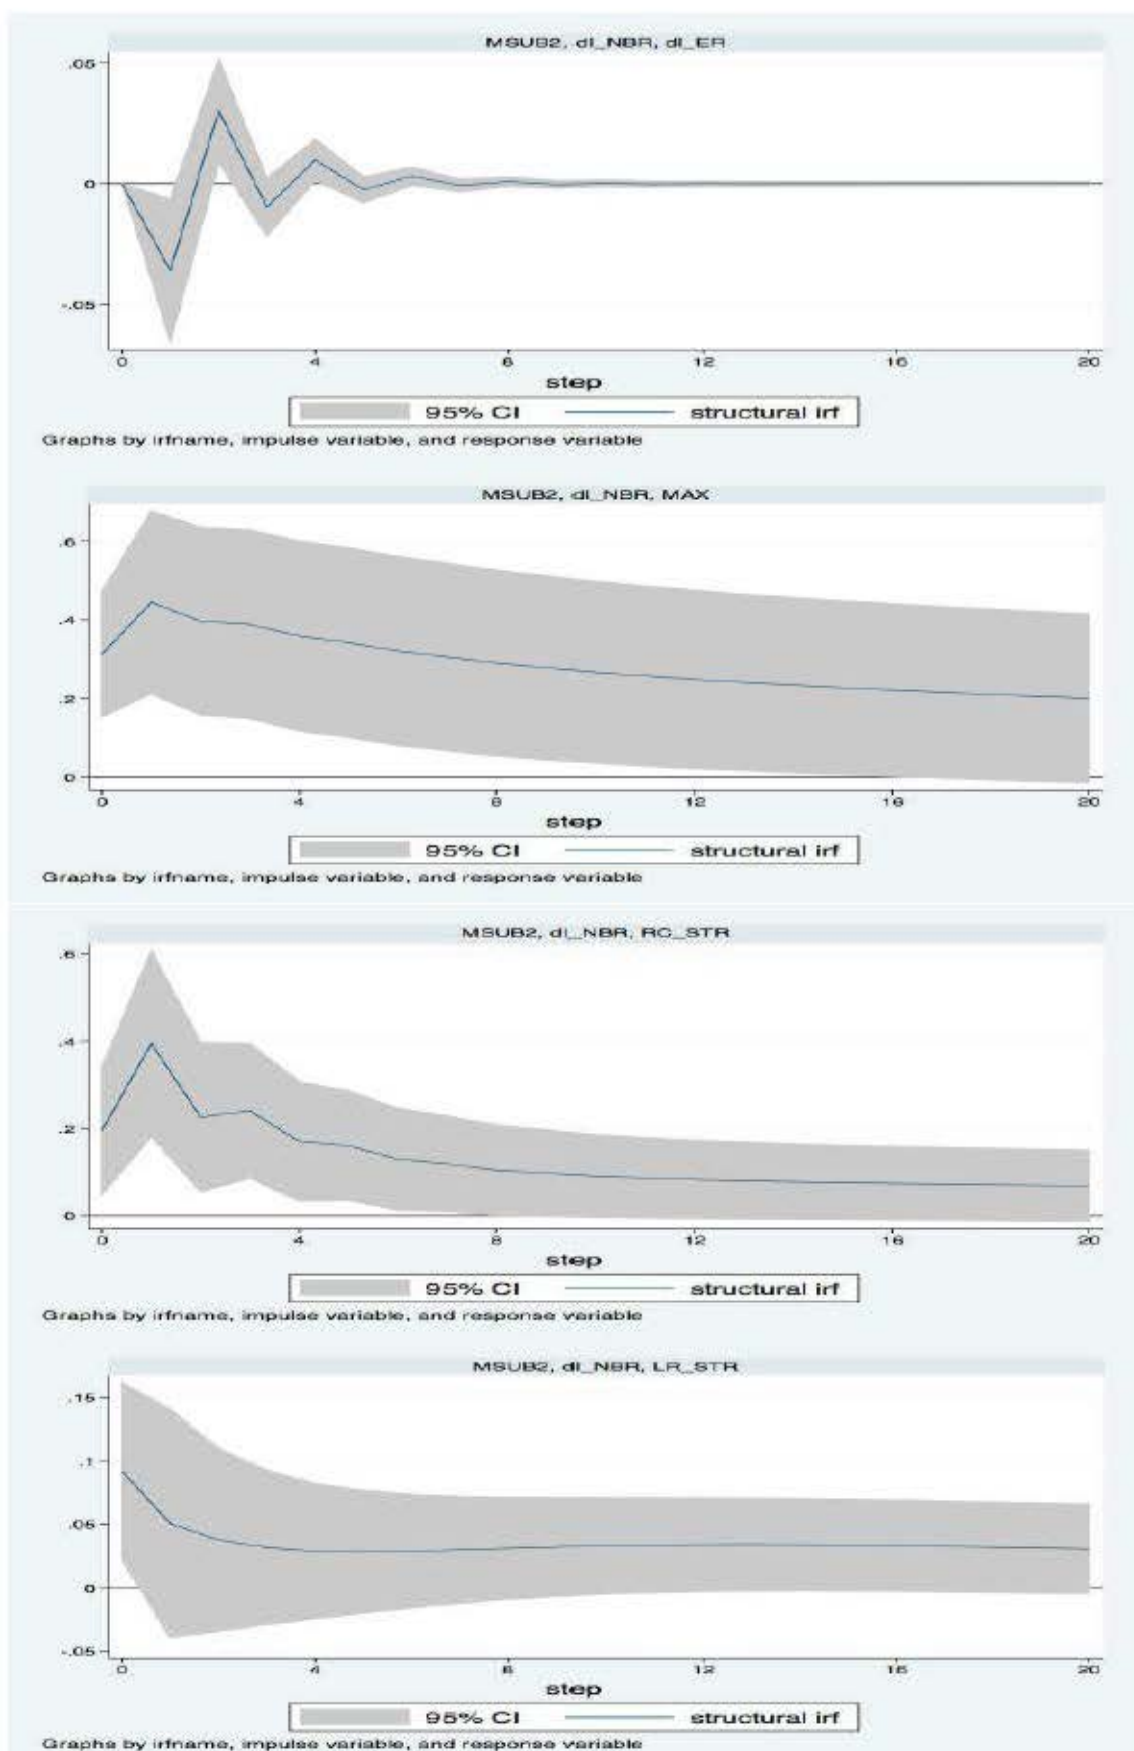 MSUB2, dl_NBR, dl_ER
.05
0
-.05
0 4 8 12 16 20
step
95% CI structural irf
Graphs by irfname, impulse variable, and response variable
MSUB2, dl_NBR, MAX
.6
.4
.2
0
0 4 8 12 16 20
step
95% CI structural irf
Graphs by irfname, impulse variable, and response variable
MSUB2, dl_NBR, RC_STR
.6
.4
.2
0
0 4 8 12 16 20
step
95% CI structural irf
Graphs by irfname, impulse variable, and response variable
MSUB2, dl_NBR, LR_STR
.15
.1
.05
0
-.05
0 4 8 12 16 20
step
95% CI structural irf
Graphs by irfname, impulse variable, and response variable